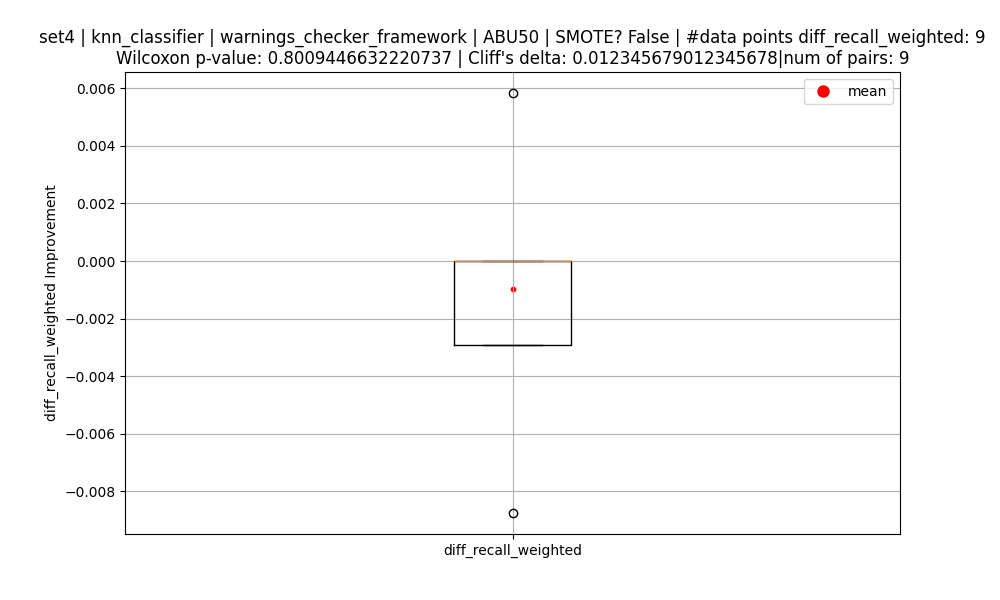 set4 | knn_classifier | warnings_checker_framework | ABU50 | SMOTE? False | #data points diff_recall_weighted: 9
Wilcoxon p-value: 0.8009446632220737 | Cliff's delta: 0.012345679012345678|num of pairs: 9
mean
0.006
0.004
0.002
0.000
−0.002
−0.004
−0.006
−0.008
diff_recall_weighted Improvement
diff_recall_weighted